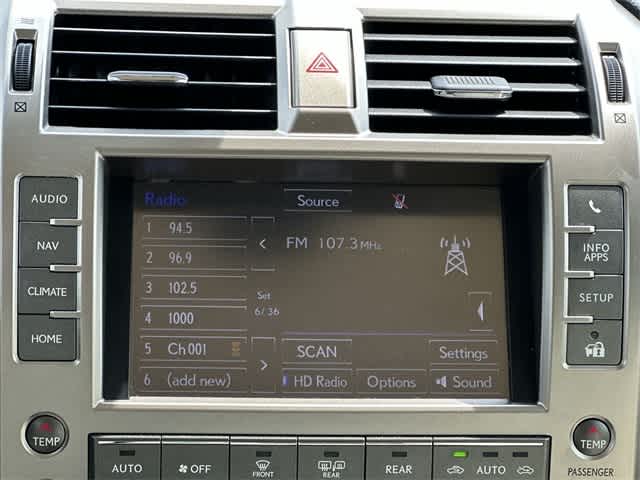 AUDIO
NAV
CLIMATE
HOME
Radio
Source
1 94.5
2 96.9
3 102.5
4 1000
5 Ch 001
6 (add new)
Set
6/36
FM 107.3 MHz
SCAN
Settings
HD Radio
Options
Sound
INFO
APPS
SETUP
TEMP
AUTO
OFF
FRONT
REAR
REAR
AUTO
TEMP
PASSENGER